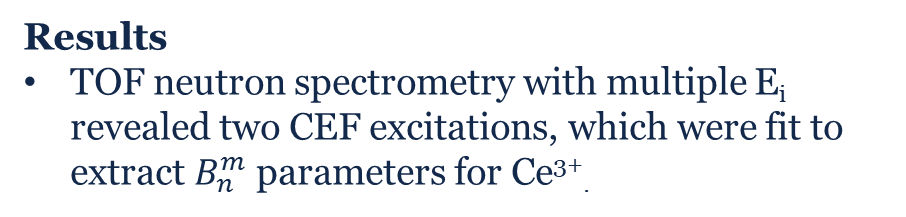 Results
• TOF neutron spectrometry with multiple Eᵢ
revealed two CEF excitations, which were fit to
extract $B_n^m$ parameters for Ce³⁺.